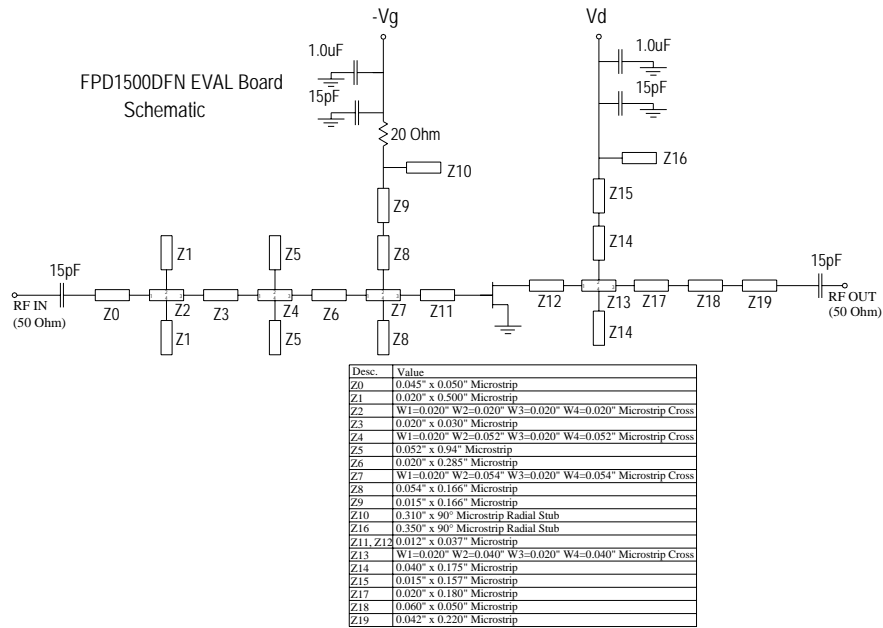 -Vg
Vd
1.0uF
1.0uF
FPD1500DFN EVAL Board
Schematic
15pF
15pF
20 Ohm
Z10
Z16
Z9
Z15
Z1
Z5
Z8
Z14
15pF
15pF
RF IN
(50 Ohm)
Z0
Z2
Z3
Z4
Z6
Z7
Z11
Z12
Z13
Z17
Z18
Z19
RF OUT
(50 Ohm)
Z1
Z5
Z8
Z14
Desc. Value
Z0 0.045" x 0.050" Microstrip
Z1 0.020" x 0.500" Microstrip
Z2 W1=0.020" W2=0.020" W3=0.020" W4=0.020" Microstrip Cross
Z3 0.020" x 0.030" Microstrip
Z4 W1=0.020" W2=0.052" W3=0.020" W4=0.052" Microstrip Cross
Z5 0.052" x 0.94" Microstrip
Z6 0.020" x 0.285" Microstrip
Z7 W1=0.020" W2=0.054" W3=0.020" W4=0.054" Microstrip Cross
Z8 0.054" x 0.166" Microstrip
Z9 0.015" x 0.166" Microstrip
Z10 0.310" x 90° Microstrip Radial Stub
Z16 0.350" x 90° Microstrip Radial Stub
Z11, Z12 0.012" x 0.037" Microstrip
Z13 W1=0.020" W2=0.040" W3=0.020" W4=0.040" Microstrip Cross
Z14 0.040" x 0.175" Microstrip
Z15 0.015" x 0.157" Microstrip
Z17 0.020" x 0.180" Microstrip
Z18 0.060" x 0.050" Microstrip
Z19 0.042" x 0.220" Microstrip